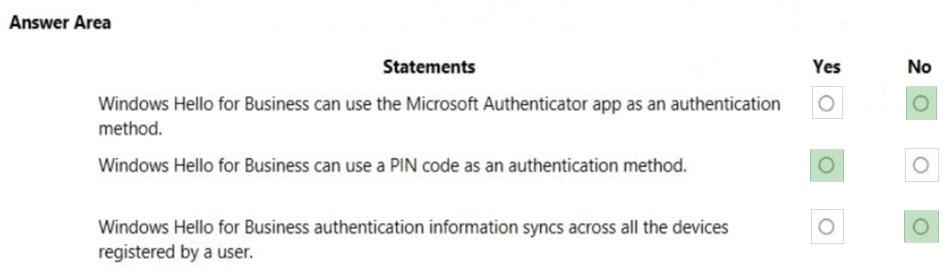 Answer Area
Statements Yes No
Windows Hello for Business can use the Microsoft Authenticator app as an authentication
method.
Windows Hello for Business can use a PIN code as an authentication method.
Windows Hello for Business authentication information syncs across all the devices
registered by a user.